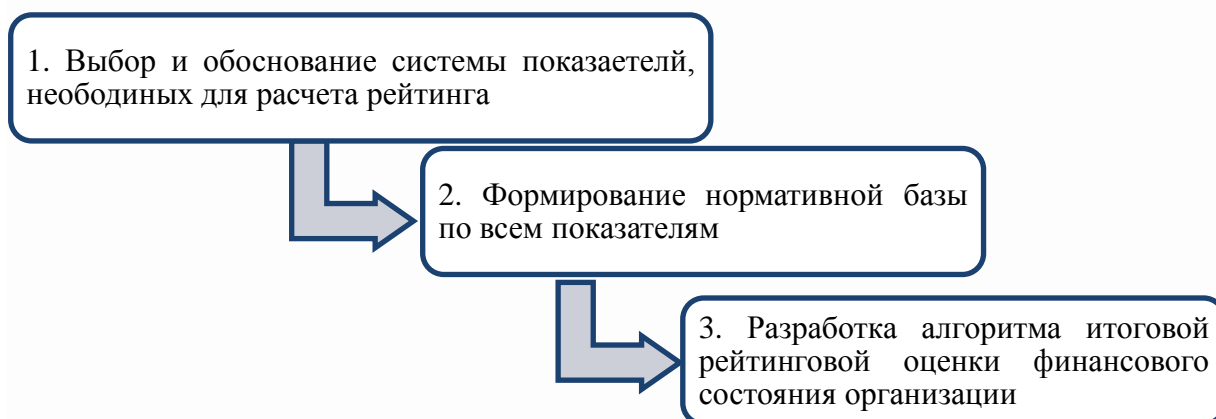 1. Выбор и обоснование системы показаетелй,
неободиных для расчета рейтинга
2. Формирование нормативной базы
по всем показателям
3. Разработка алгоритма итоговой
рейтинговой оценки финансового
состояния организации